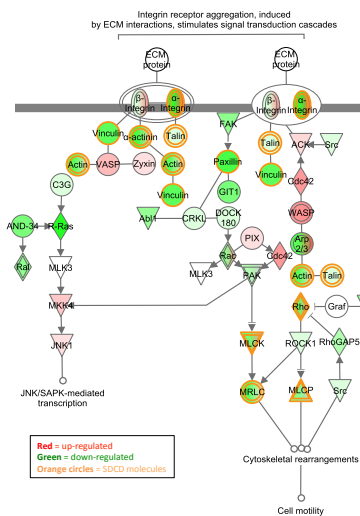 Integrin receptor aggregation, induced
by ECM interactions, stimulates signal transduction cascades
ECM
protein
ECM
protein
β-
Integrin
α-
Integrin
β-
Integrin
α-
Integrin
FAK
Vinculin
α-actinin
Talin
Talin
ACK
Src
Actin
VASP
Zyxin
Actin
Paxillin
Vinculin
Cdc42
C3G
Vinculin
GIT1
WASP
Abl1
CRKL
DOCK
180
AND-34
R-Ras
PIX
Arp
2/3
Ral
MLK3
MLK3
Rac
Cdc42
PAK
Actin
Talin
MKK4
Rho
Graf
JNK1
MLCK
ROCK1
RhoGAP5
JNK/SAPK-mediated
transcription
MRLC
MLCP
Src
Red = up-regulated
Green = down-regulated
Orange circles = SDCD molecules
Cytoskeletal rearrangements
Cell motility